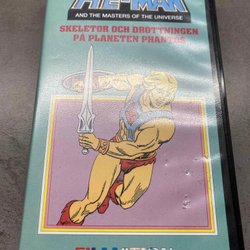 HE-MAN
AND THE MASTERS OF THE UNIVERSE
SKELETOR OCH DROTTNINGEN
PÅ PLANETEN PHANTOS